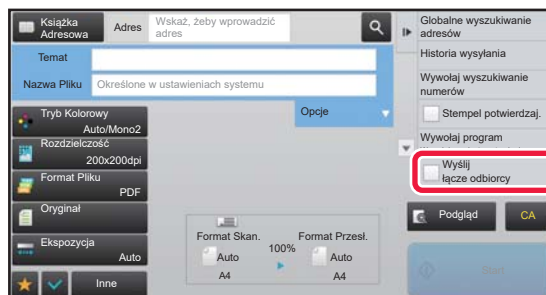 Książka
Adresowa
Adres
Wskaż, żeby wprowadzić
adres
Temat
Nazwa Pliku
Określone w ustawieniach systemu
Opcje
Tryb Kolorowy
Auto/Mono2
Rozdzielczość
200x200dpi
Format Pliku
PDF
Oryginał
Ekspozycja
Auto
Inne
Format Skan.
Auto
A4
100%
Format Przesł.
Auto
A4
Globalne wyszukiwanie
adresów
Historia wysyłania
Wywołaj wyszukiwanie
numerów
Stempel potwierdzaj.
Wywołaj program
Wyślij
łącze odbiorcy
Podgląd
CA
Start